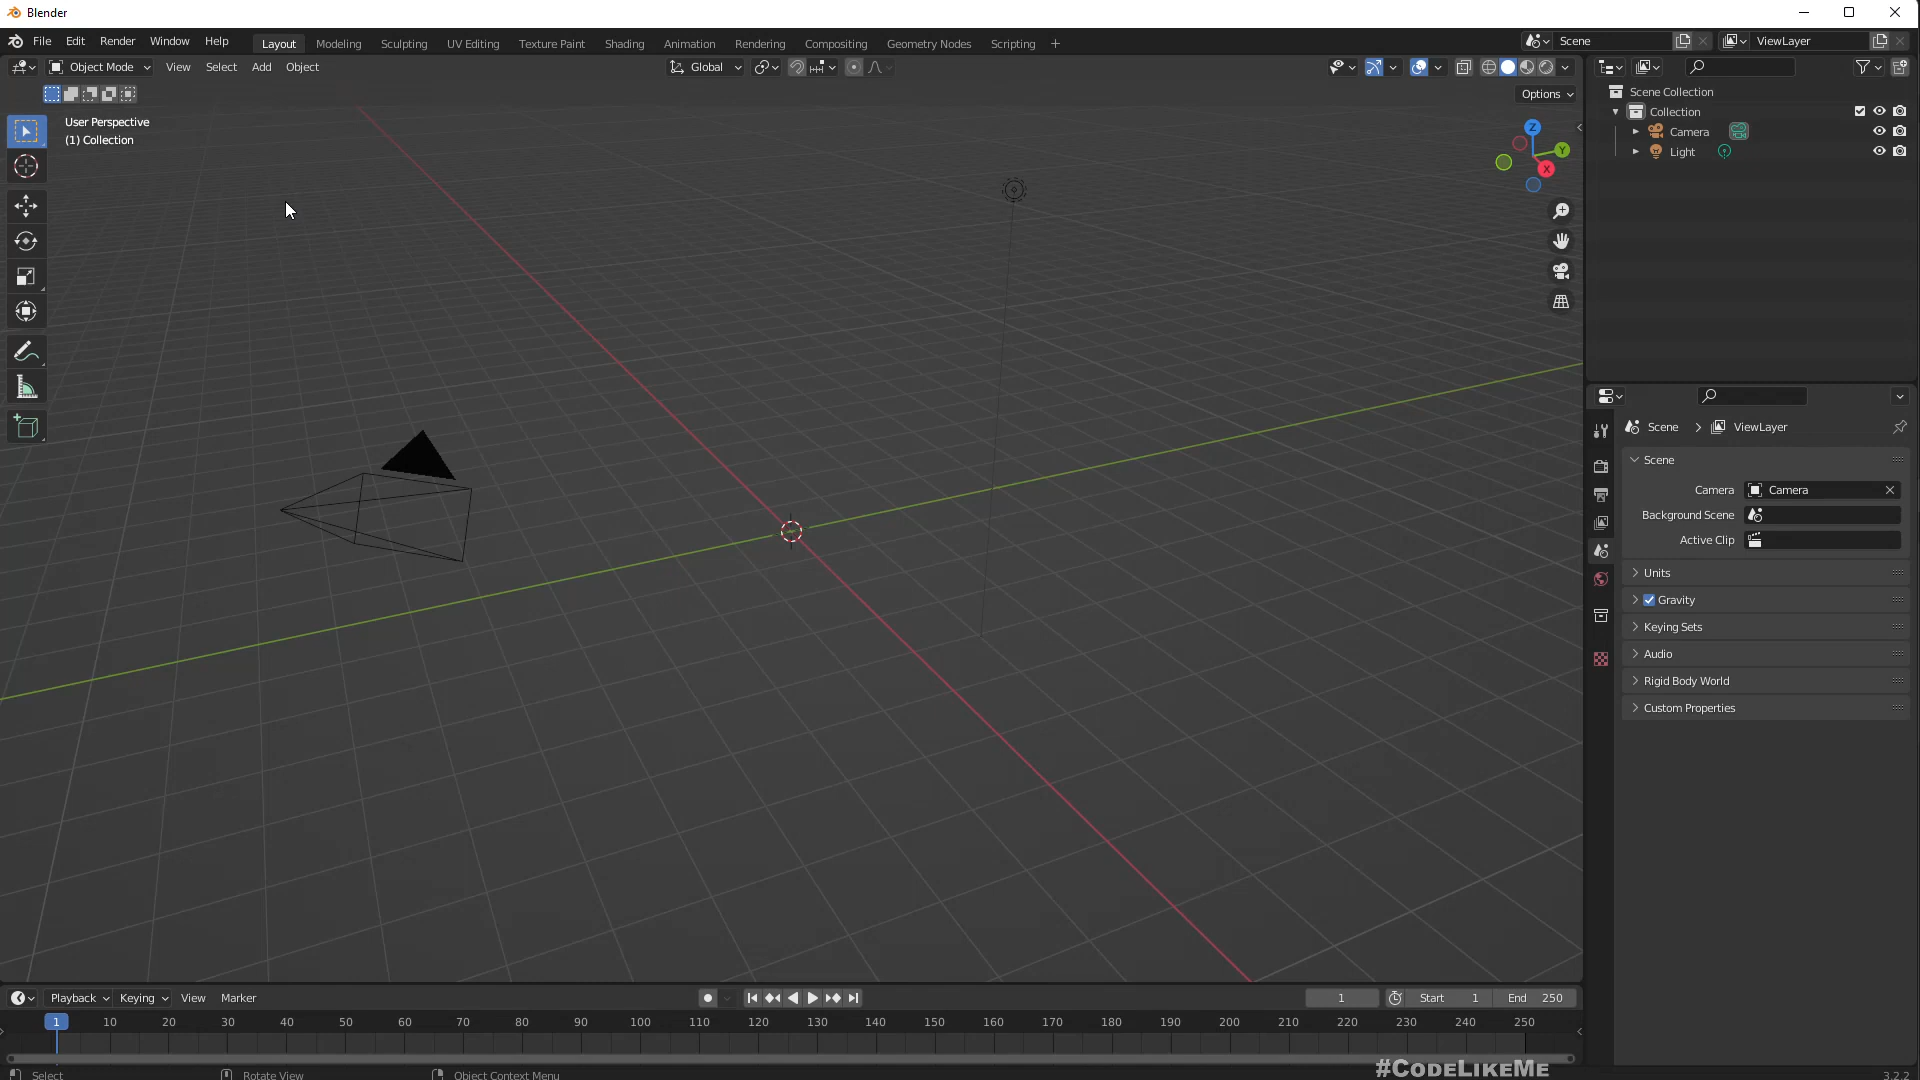 Blender
File Edit Render Window Help Layout Modeling Sculpting UV Editing Texture Paint Shading Animation Rendering Compositing Geometry Nodes Scripting + Scene ViewLayer
Object Mode View Select Add Object Global
Options
User Perspective
(1) Collection
Z
Y
X
Scene Collection
Collection
Camera
Light
Scene > ViewLayer
Scene
Camera Camera
Background Scene
Active Clip
Units
Gravity
Keying Sets
Audio
Rigid Body World
Custom Properties
Playback Keying View Marker 1 Start 1 End 250
1 10 20 30 40 50 60 70 80 90 100 110 120 130 140 150 160 170 180 190 200 210 220 230 240 250
#CodeLikeMe
Select Rotate View Object Context Menu 3.2.2